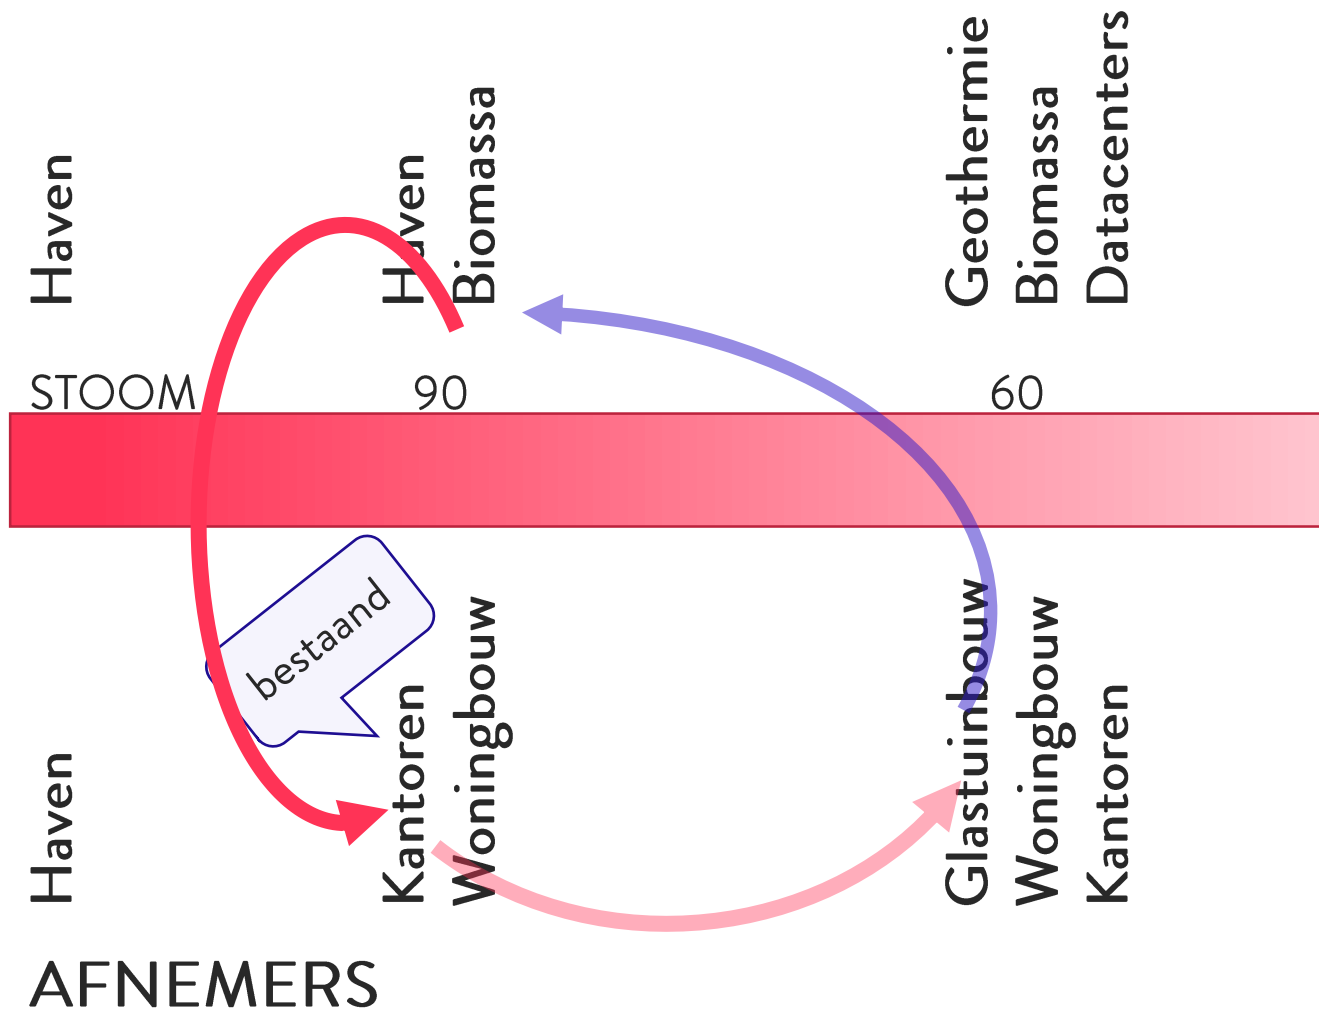 Haven
Haven
Biomassa
Geothermie
Biomassa
Datacenters
STOOM
90
60
bestaand
Haven
Kantoren
Woningbouw
Glastuinbouw
Woningbouw
Kantoren
AFNEMERS